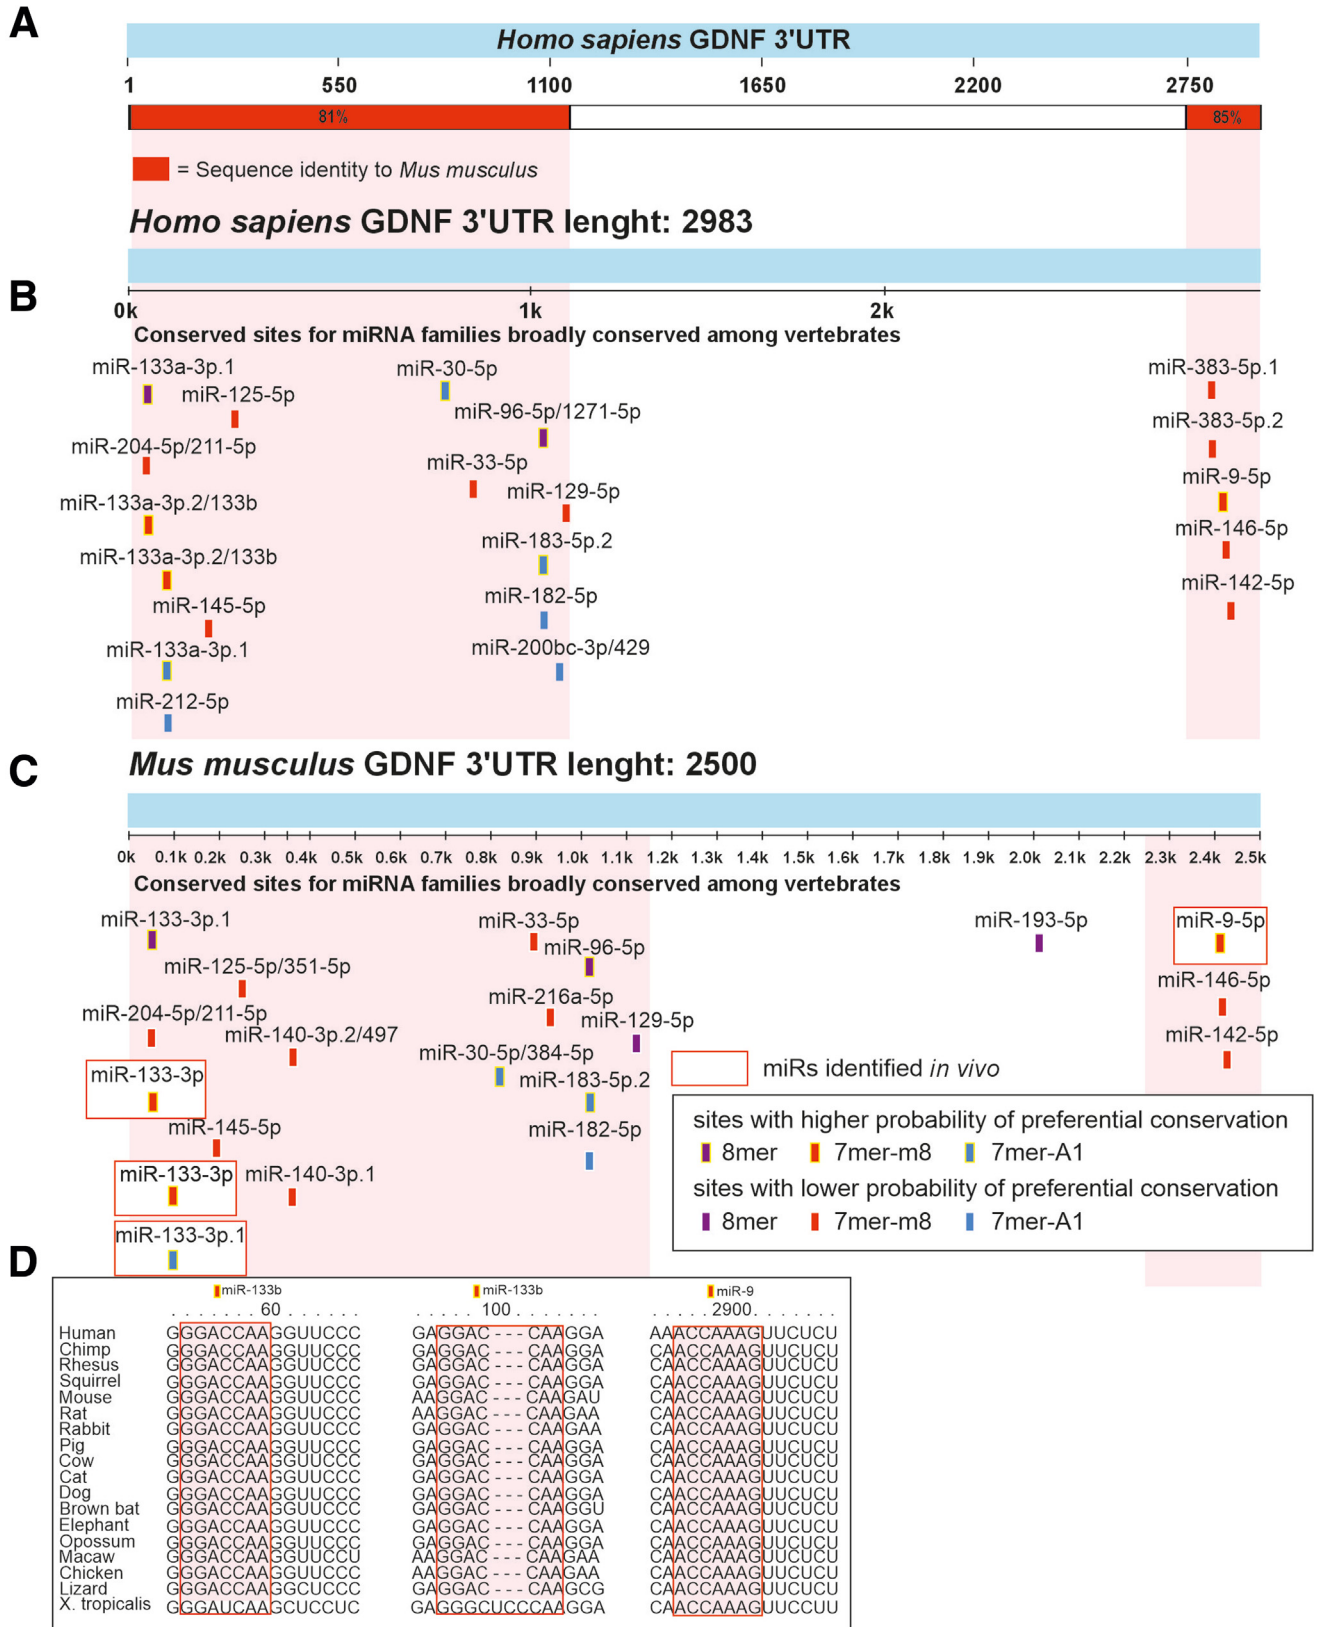 A
Homo sapiens GDNF 3'UTR
1 550 1100 1650 2200 2750
81% 85%
= Sequence identity to Mus musculus
Homo sapiens GDNF 3'UTR lenght: 2983
B
0k 1k 2k
Conserved sites for miRNA families broadly conserved among vertebrates
miR-133a-3p.1 miR-30-5p miR-383-5p.1
miR-125-5p
miR-96-5p/1271-5p
miR-383-5p.2
miR-204-5p/211-5p
miR-33-5p
miR-9-5p
miR-129-5p
miR-133a-3p.2/133b
miR-146-5p
miR-183-5p.2
miR-133a-3p.2/133b
miR-142-5p
miR-182-5p
miR-145-5p
miR-133a-3p.1 miR-200bc-3p/429
miR-212-5p
C
Mus musculus GDNF 3'UTR lenght: 2500
0k 0.1k 0.2k 0.3k 0.4k 0.5k 0.6k 0.7k 0.8k 0.9k 1.0k 1.1k 1.2k 1.3k 1.4k 1.5k 1.6k 1.7k 1.8k 1.9k 2.0k 2.1k 2.2k 2.3k 2.4k 2.5k
Conserved sites for miRNA families broadly conserved among vertebrates
miR-133-3p.1 miR-33-5p miR-193-5p miR-9-5p
miR-96-5p
miR-125-5p/351-5p
miR-146-5p
miR-216a-5p
miR-204-5p/211-5p
miR-129-5p
miR-140-3p.2/497 miR-142-5p
miR-30-5p/384-5p
miRs identified in vivo
miR-133-3p miR-183-5p.2
sites with higher probability of preferential conservation
miR-145-5p miR-182-5p
8mer 7mer-m8 7mer-A1
miR-133-3p miR-140-3p.1
sites with lower probability of preferential conservation
8mer 7mer-m8 7mer-A1
miR-133-3p.1
D
miR-133b miR-133b miR-9
. . . . . . . 60 . . . . . . . . . . . . . 100 . . . . . . . . . . . . . 2900 . . . . . . .
Human GGGACCAAGGUUCCC GAGGAC---CAAGGA AAACCAAAGUUCUCU
Chimp GGGACCAAGGUUCCC GAGGAC---CAAGGA CAACCAAAGUUCUCU
Rhesus GGGACCAAGGUUCCC GAGGAC---CAAGGA CAACCAAAGUUCUCU
Squirrel GGGACCAAGGUUCCC GAGGAC---CAAGGA CAACCAAAGUUCUCU
Mouse GGGACCAAGGUUCCC AAGGAC---CAAGAU CAACCAAAGUUCUCU
Rat GGGACCAAGGUUCCC AAGGAC---CAAGAA CAACCAAAGUUCUCU
Rabbit GGGACCAAGGUUCCC GAGGAC---CAAGAA CAACCAAAGUUCUCU
Pig GGGACCAAGGUUCCC GAGGAC---CAAGGA CAACCAAAGUUCUCU
Cow GGGACCAAGGUUCCC GAGGAC---CAAGGA CAACCAAAGUUCUCU
Cat GGGACCAAGGUUCCC GAGGAC---CAAGGA CAACCAAAGUUCUCU
Dog GGGACCAAGGUUCCC GAGGAC---CAAGGA CAACCAAAGUUCUCU
Brown bat GGGACCAAGGUUCCC GAGGAC---CAAGGU CAACCAAAGUUCUCU
Elephant GGGACCAAGGUUCCC GAGGAC---CAAGGA CAACCAAAGUUCUCU
Opossum GGGACCAAGGUUCCC GAGGAC---CAAGGA CAACCAAAGUUCUCU
Macaw GGGACCAAGGUUCCU AAGGAC---CAAGAA CAACCAAAGUUCUCU
Chicken GGGACCAAGGUUCCC AAGGAC---CAAGAA CAACCAAAGUUCUCU
Lizard GGGACCAAGGCUCCC GAGGAC---CAAGCG CAACCAAAGUUCUCU
X. tropicalis GGGAUCAAGCUCCUC GAGGGCUCCCAAGGA CAACCAAAGUUCCUU